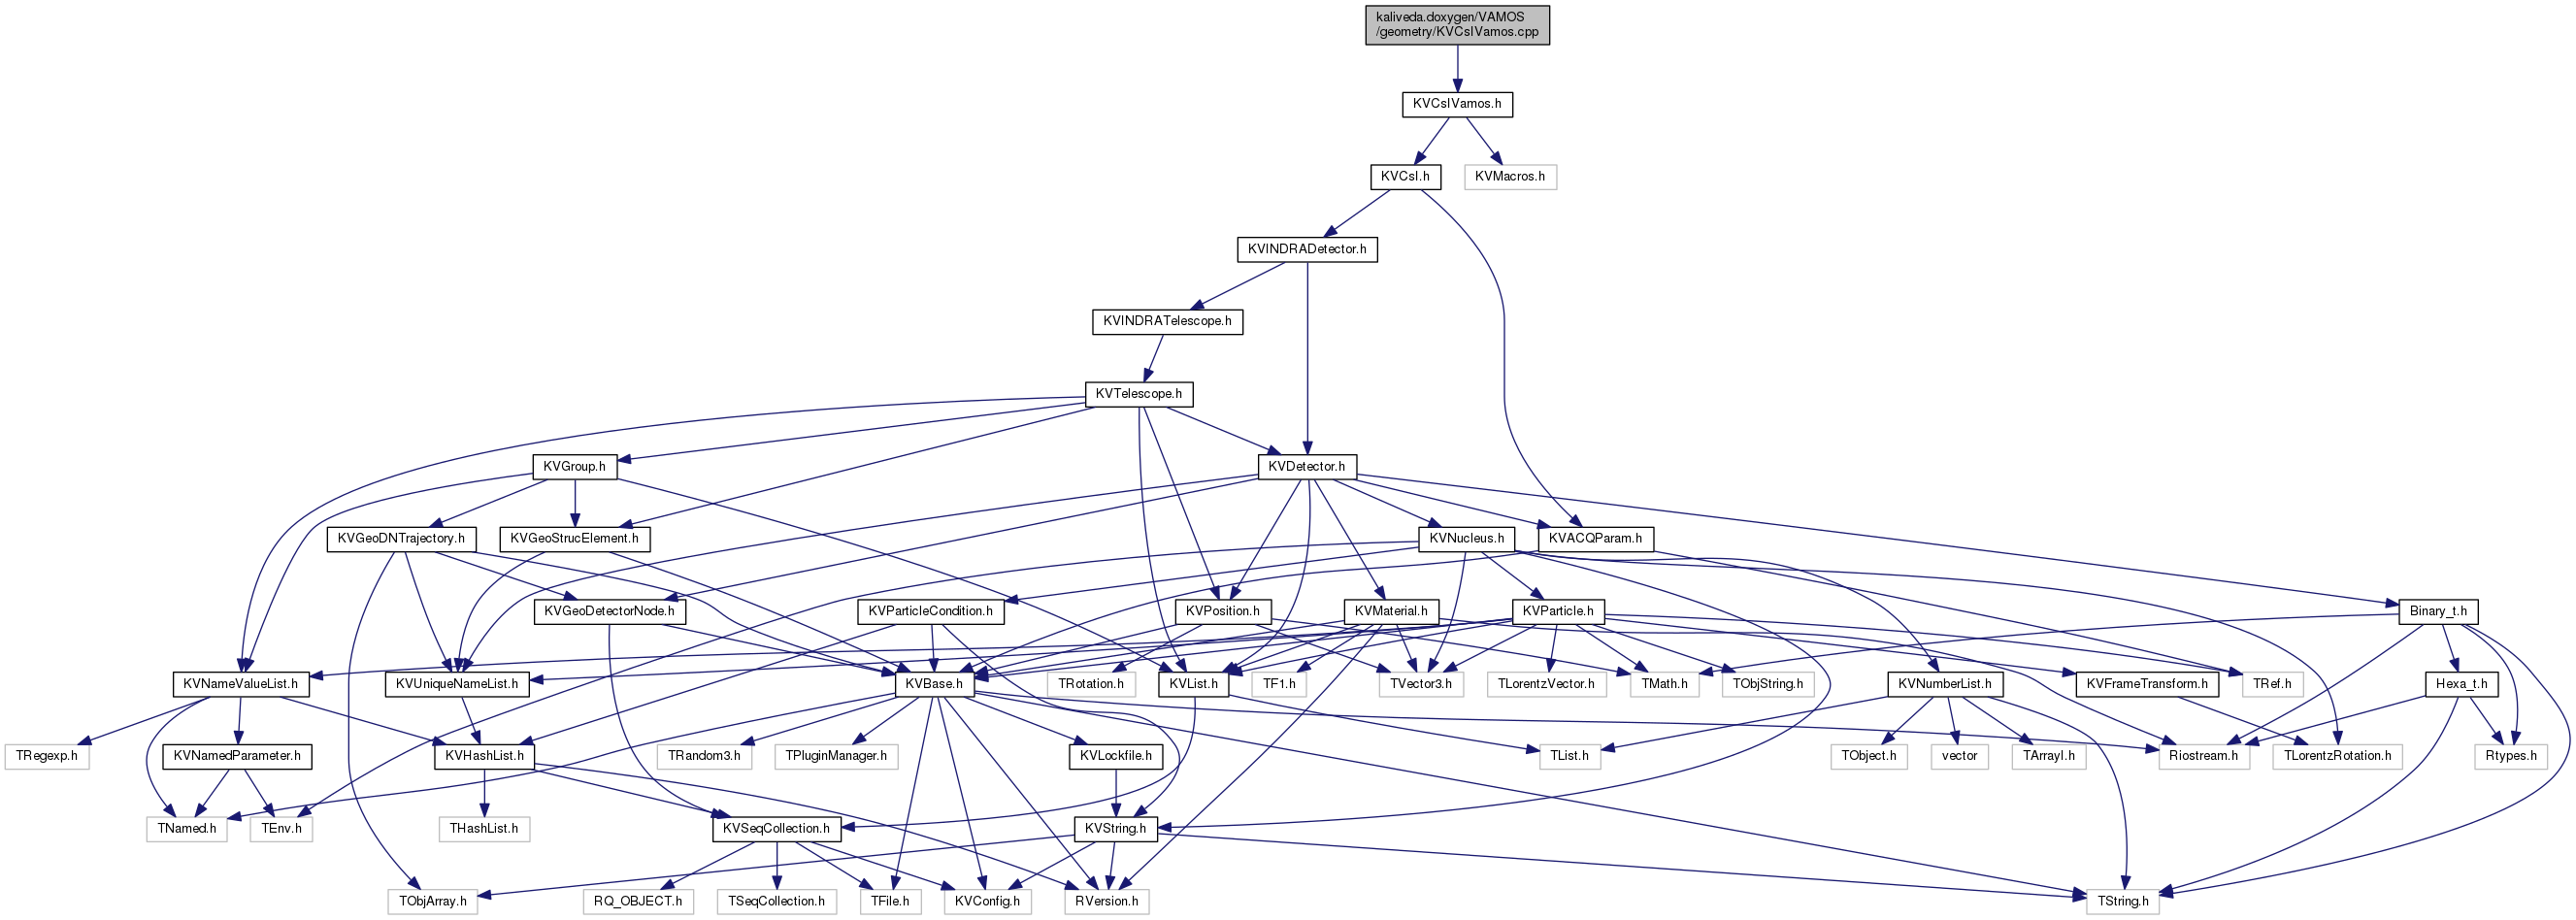 kaliveda.doxygen/VAMOS
/geometry/KVCsIVamos.cpp
KVCsIVamos.h
KVCsI.h
KVMacros.h
KVINDRADetector.h
KVINDRATelescope.h
KVTelescope.h
KVGroup.h
KVDetector.h
KVGeoDNTrajectory.h
KVGeoStrucElement.h
KVNucleus.h
KVACQParam.h
KVGeoDetectorNode.h
KVParticleCondition.h
KVPosition.h
KVMaterial.h
KVParticle.h
Binary_t.h
KVNameValueList.h
KVUniqueNameList.h
KVBase.h
TRotation.h
KVList.h
TF1.h
TVector3.h
TLorentzVector.h
TMath.h
TObjString.h
KVNumberList.h
KVFrameTransform.h
TRef.h
Hexa_t.h
TRegexp.h
KVNamedParameter.h
KVHashList.h
TRandom3.h
TPluginManager.h
KVLockfile.h
TList.h
TObject.h
vector
TArrayI.h
Riostream.h
TLorentzRotation.h
Rtypes.h
TNamed.h
TEnv.h
THashList.h
KVSeqCollection.h
KVString.h
TObjArray.h
RQ_OBJECT.h
TSeqCollection.h
TFile.h
KVConfig.h
RVersion.h
TString.h